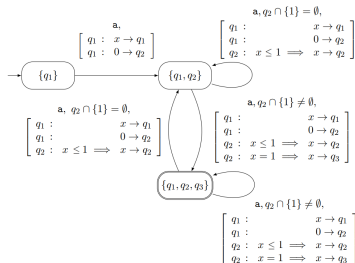 a,
[ q₁ : x → q₁
q₁ : 0 → q₂ ]
a, q₂ ∩ {1} = ∅,
[ q₁ : x → q₁
q₁ : 0 → q₂
q₂ : x ≤ 1 ⟹ x → q₂ ]
{q₁}
{q₁, q₂}
a, q₂ ∩ {1} = ∅,
[ q₁ : x → q₁
q₁ : 0 → q₂
q₂ : x ≤ 1 ⟹ x → q₂ ]
a, q₂ ∩ {1} ≠ ∅,
[ q₁ : x → q₁
q₁ : 0 → q₂
q₂ : x ≤ 1 ⟹ x → q₂
q₂ : x = 1 ⟹ x → q₃ ]
{q₁, q₂, q₃}
a, q₂ ∩ {1} ≠ ∅,
[ q₁ : x → q₁
q₁ : 0 → q₂
q₂ : x ≤ 1 ⟹ x → q₂
q₂ : x = 1 ⟹ x → q₃ ]